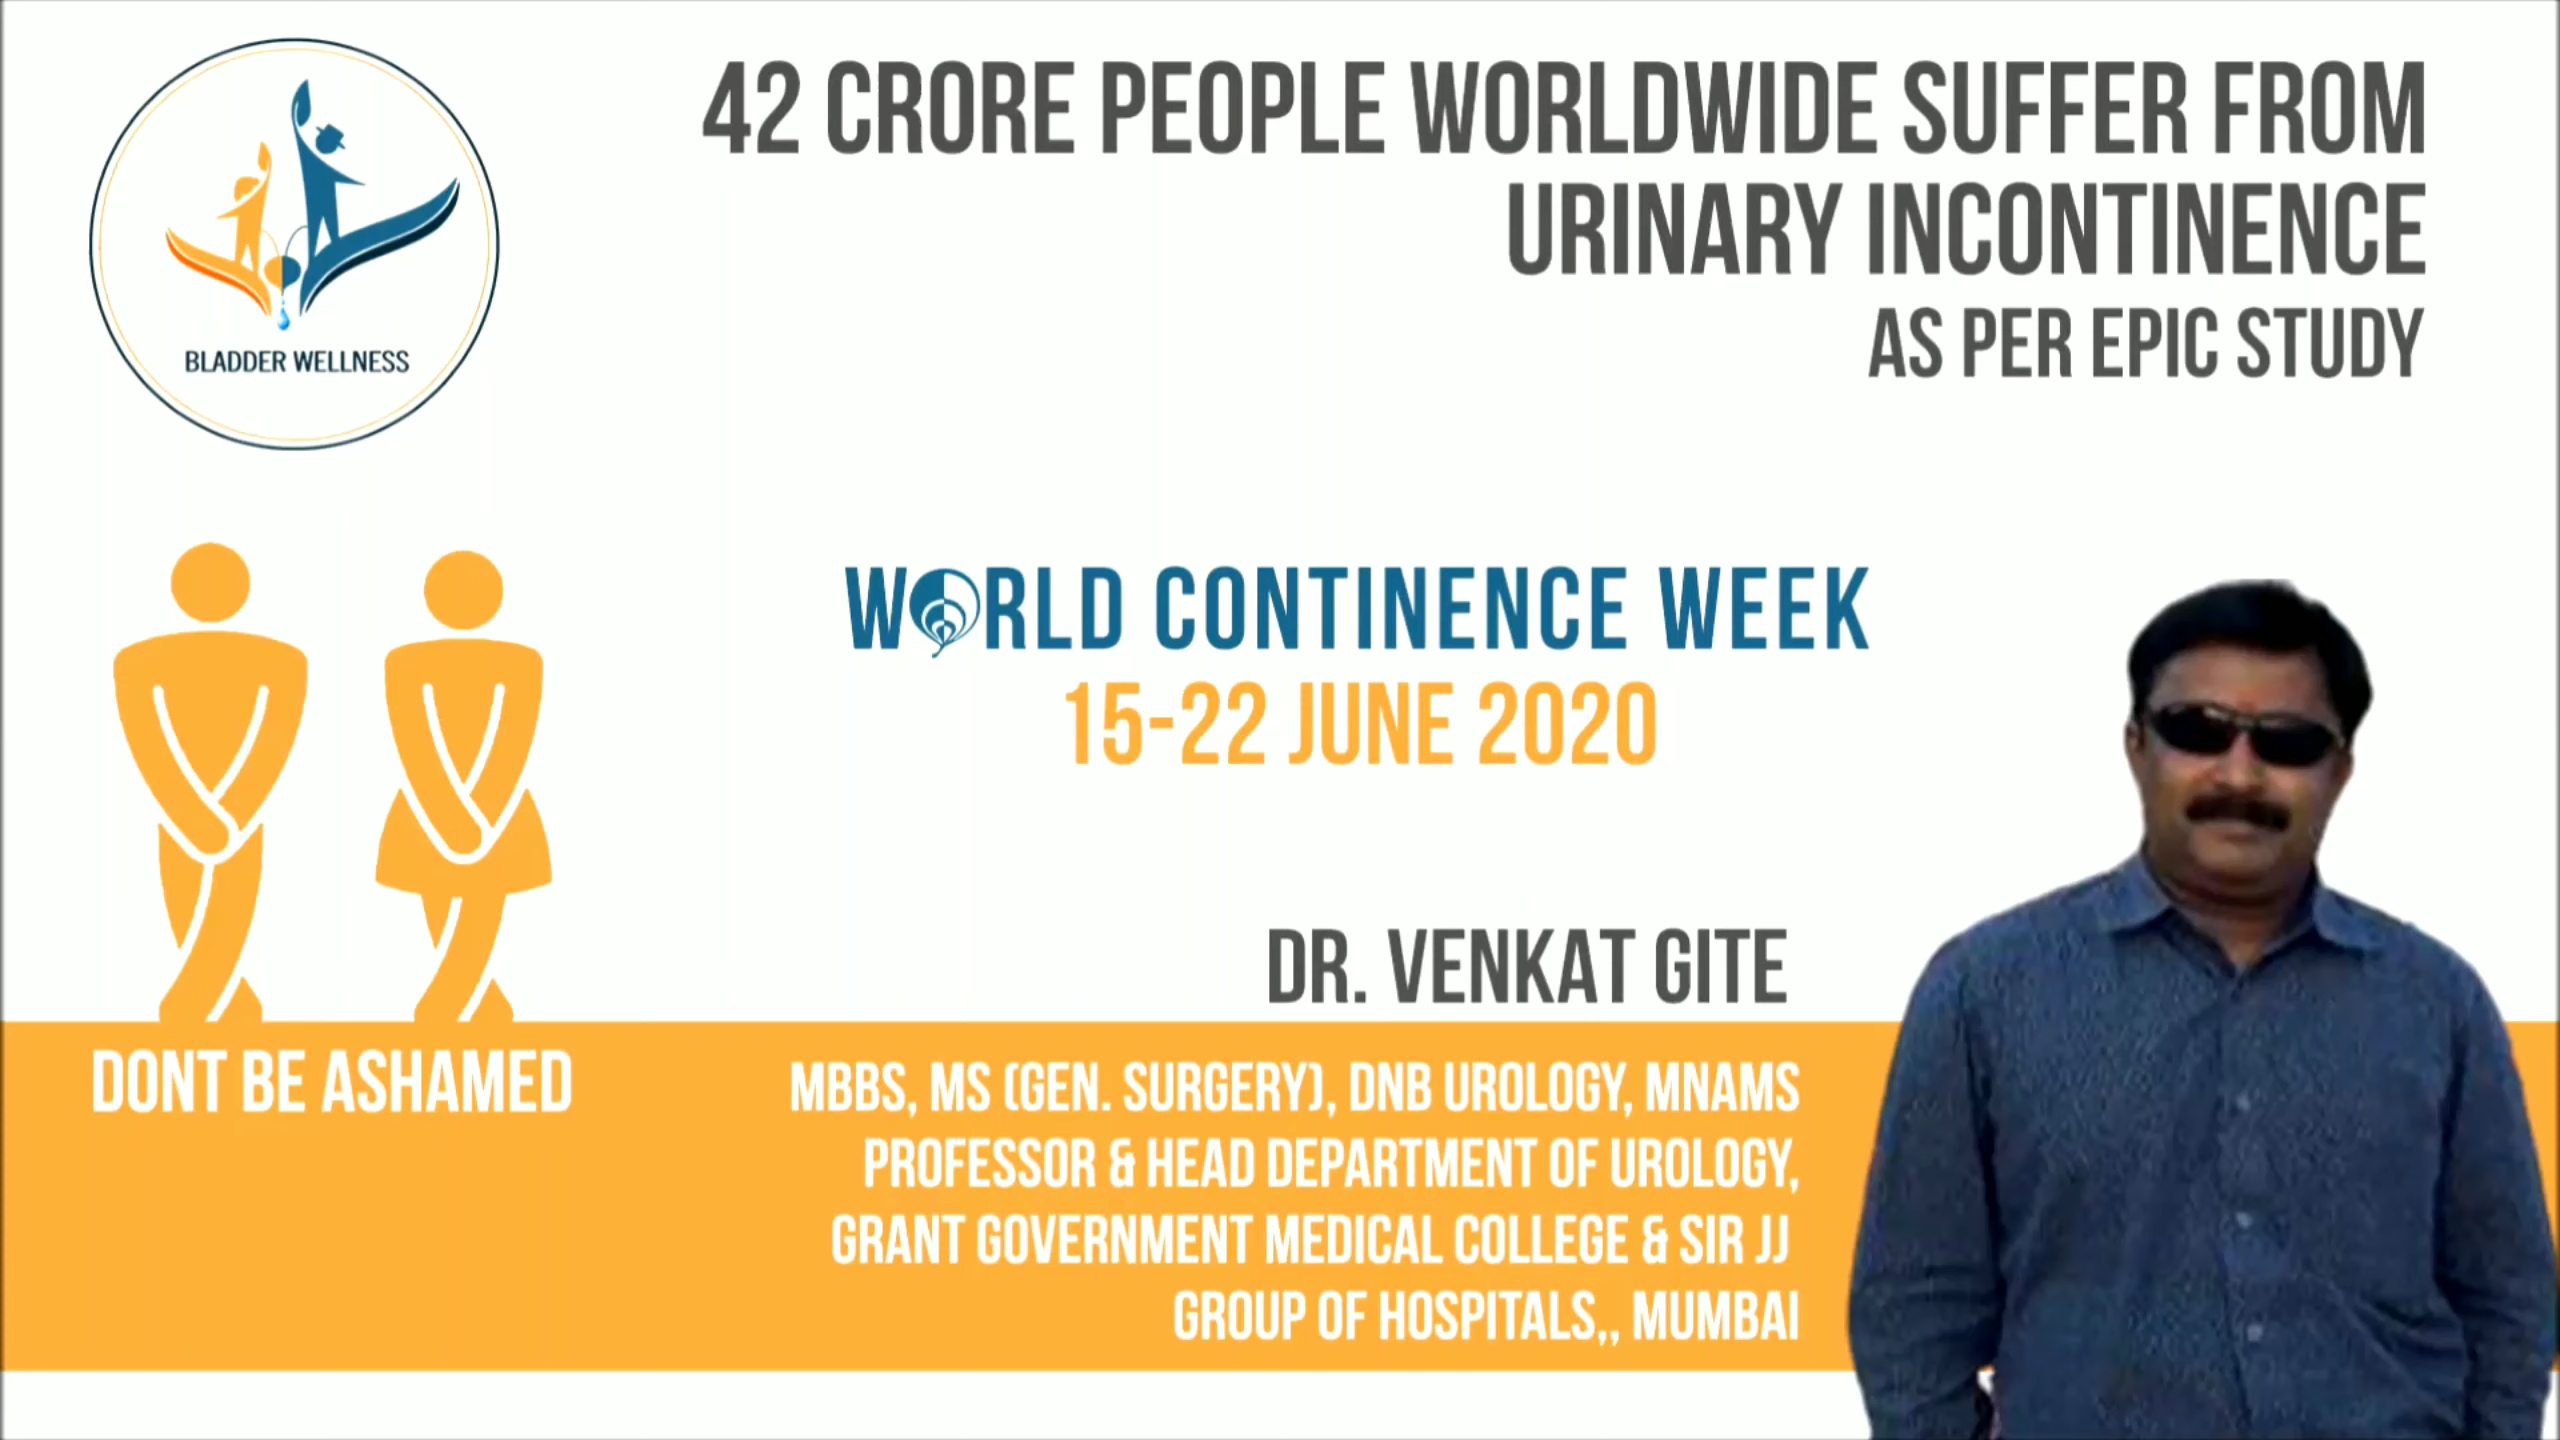 42 CRORE PEOPLE WORLDWIDE SUFFER FROM
URINARY INCONTINENCE
AS PER EPIC STUDY
BLADDER WELLNESS
WORLD CONTINENCE WEEK
15-22 JUNE 2020
DR. VENKAT GITE
DONT BE ASHAMED
MBBS, MS (GEN. SURGERY), DNB UROLOGY, MNAMS
PROFESSOR & HEAD DEPARTMENT OF UROLOGY,
GRANT GOVERNMENT MEDICAL COLLEGE & SIR JJ
GROUP OF HOSPITALS,, MUMBAI